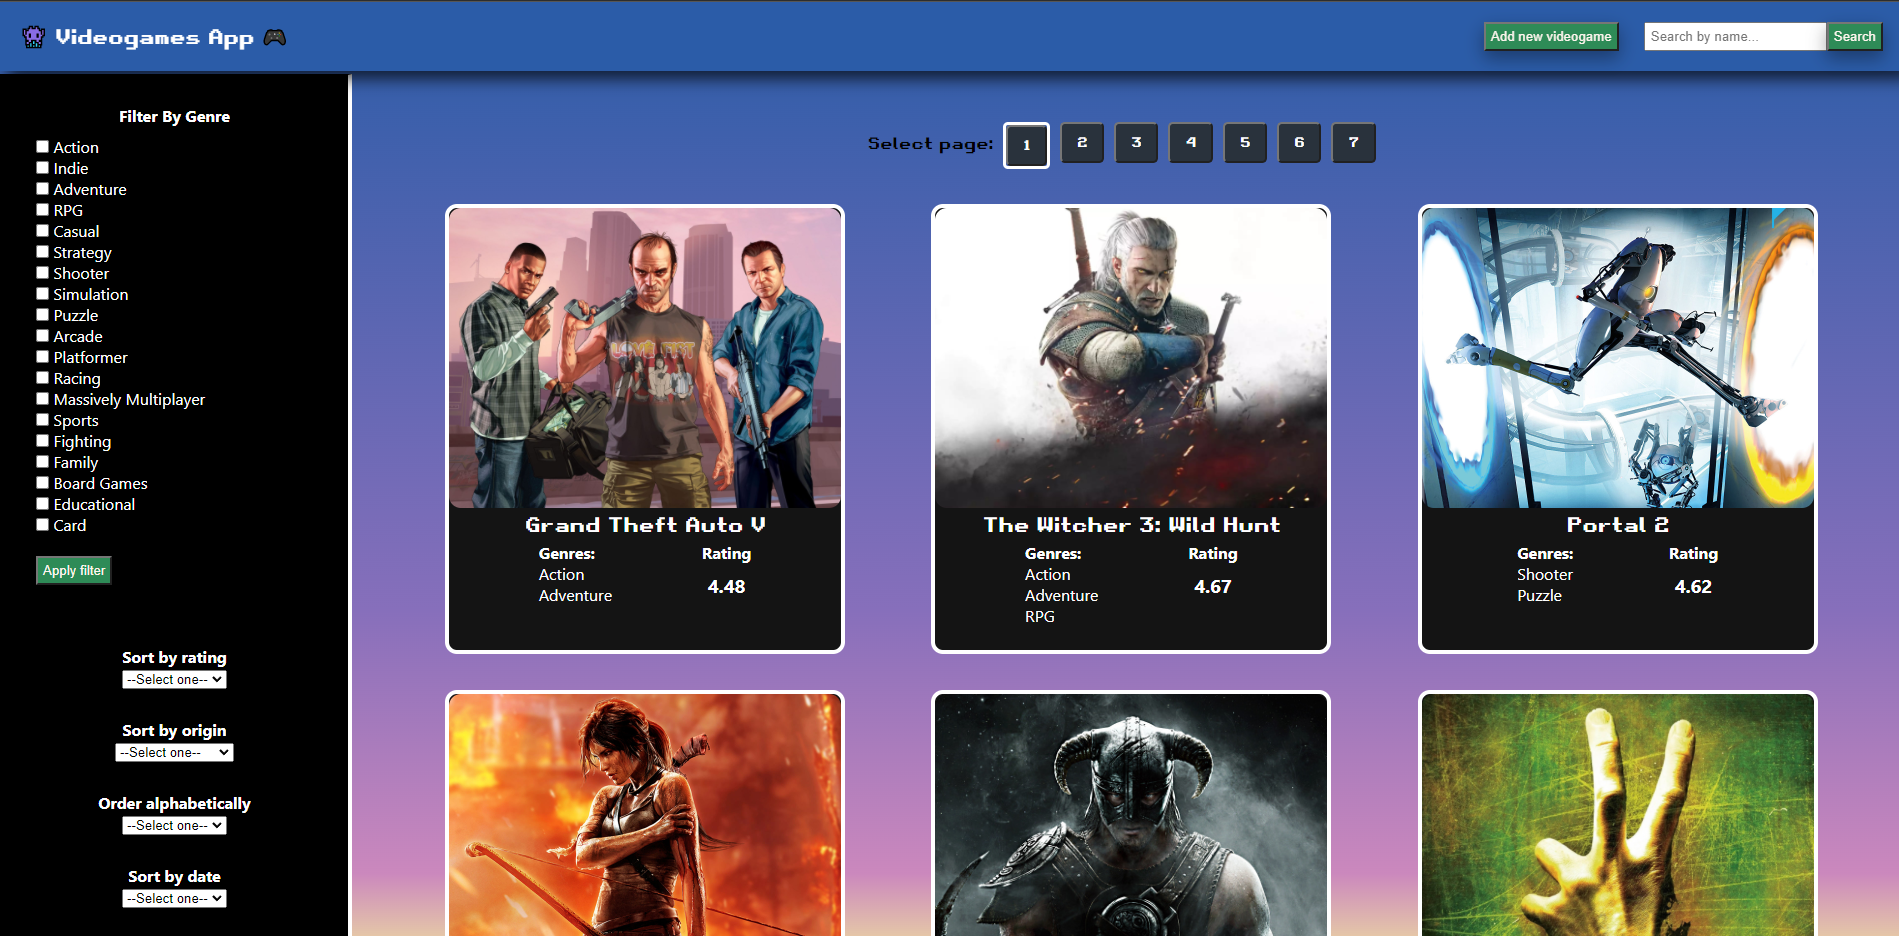 Videogames App
Add new videogame
Search by name...
Search
Filter By Genre
Action
Indie
Adventure
RPG
Casual
Strategy
Shooter
Simulation
Puzzle
Arcade
Platformer
Racing
Massively Multiplayer
Sports
Fighting
Family
Board Games
Educational
Card
Apply filter
Sort by rating
--Select one--
Sort by origin
--Select one--
Order alphabetically
--Select one--
Sort by date
--Select one--
Select page: 1 2 3 4 5 6 7
LOVE FIST
Grand Theft Auto V
Genres: Rating
Action
4.48
Adventure
The Witcher 3: Wild Hunt
Genres: Rating
Action
4.67
Adventure
RPG
Portal 2
Genres: Rating
Shooter
4.62
Puzzle